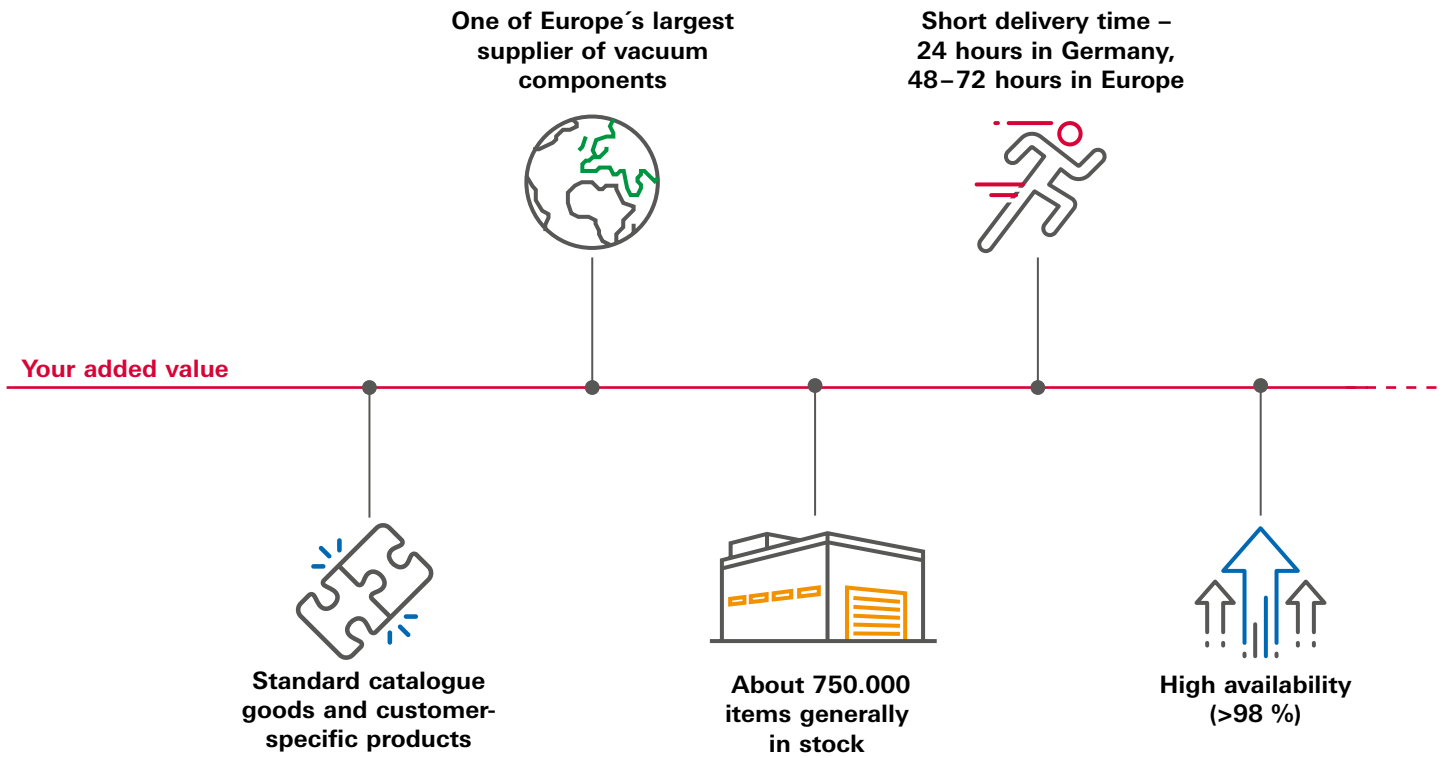 One of Europe´s largest
supplier of vacuum
components
Short delivery time –
24 hours in Germany,
48–72 hours in Europe
Your added value
Standard catalogue
goods and customer-
specific products
About 750.000
items generally
in stock
High availability
(>98 %)